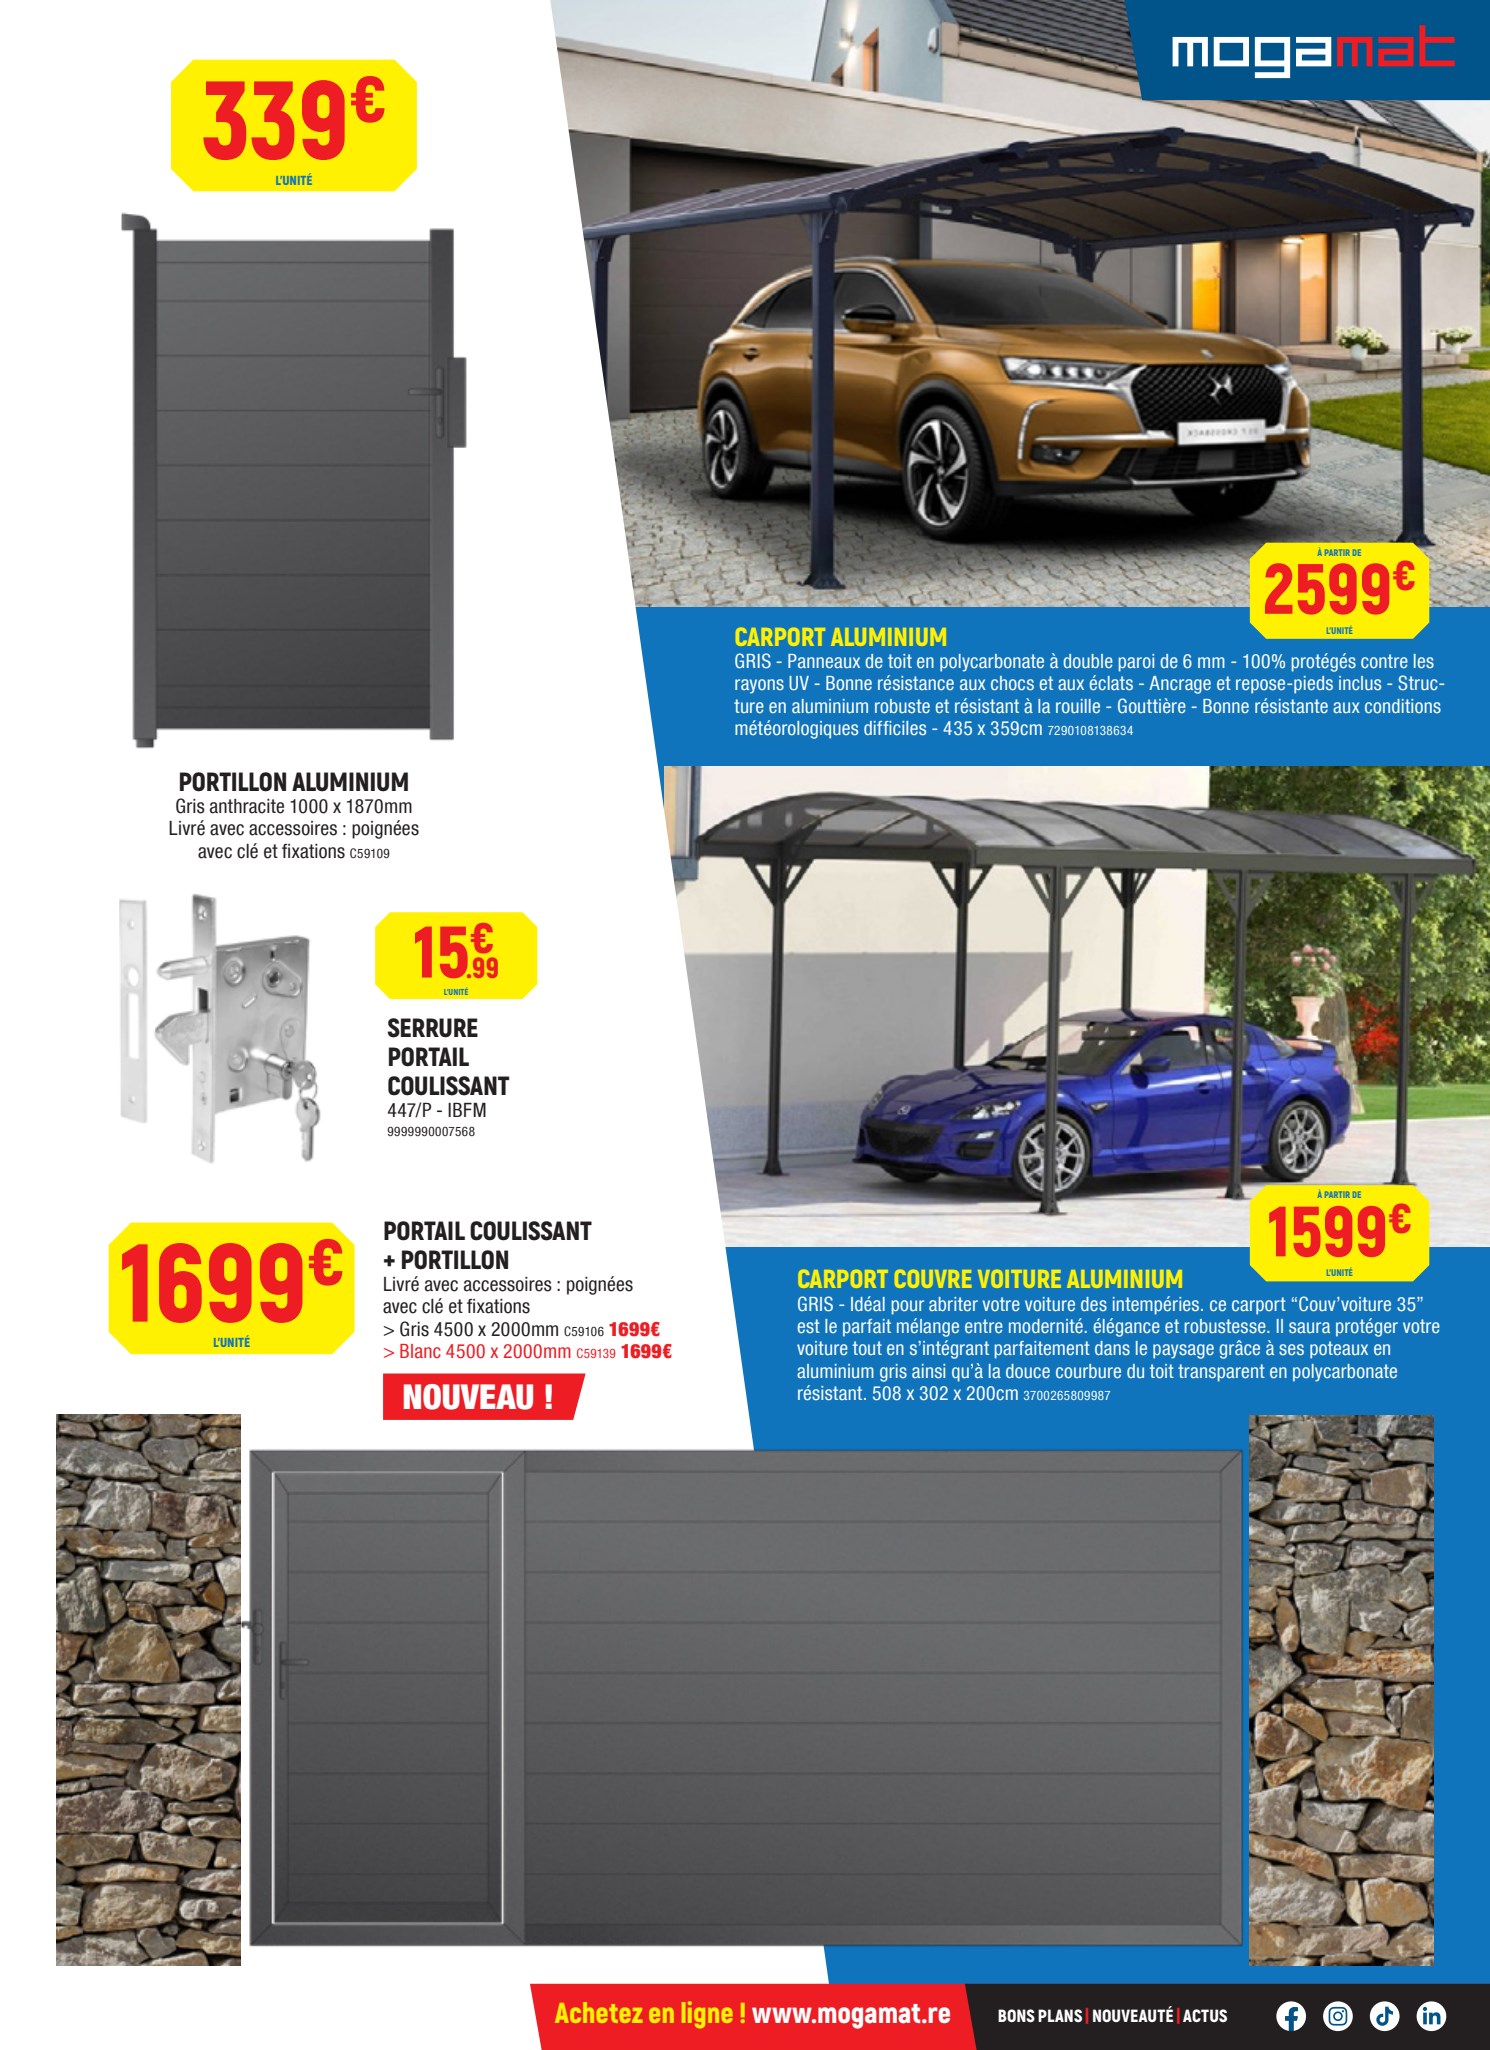 mogamat
339€
L'UNITÉ
PORTILLON ALUMINIUM
Gris anthracite 1000 x 1870mm
Livré avec accessoires : poignées
avec clé et fixations C59109
15€.99
L'UNITÉ
SERRURE
PORTAIL
COULISSANT
447/P - IBFM
9999990007568
1699€
L'UNITÉ
PORTAIL COULISSANT
+ PORTILLON
Livré avec accessoires : poignées
avec clé et fixations
> Gris 4500 x 2000mm C59106 1699€
> Blanc 4500 x 2000mm C59139 1699€
NOUVEAU !
À PARTIR DE
2599€
L'UNITÉ
CARPORT ALUMINIUM
GRIS - Panneaux de toit en polycarbonate à double paroi de 6 mm - 100% protégés contre les
rayons UV - Bonne résistance aux chocs et aux éclats - Ancrage et repose-pieds inclus - Struc-
ture en aluminium robuste et résistant à la rouille - Gouttière - Bonne résistante aux conditions
météorologiques difficiles - 435 x 359cm 7290108138634
À PARTIR DE
1599€
L'UNITÉ
CARPORT COUVRE VOITURE ALUMINIUM
GRIS - Idéal pour abriter votre voiture des intempéries. ce carport “Couv’voiture 35”
est le parfait mélange entre modernité. élégance et robustesse. Il saura protéger votre
voiture tout en s’intégrant parfaitement dans le paysage grâce à ses poteaux en
aluminium gris ainsi qu’à la douce courbure du toit transparent en polycarbonate
résistant. 508 x 302 x 200cm 3700265809987
Achetez en ligne ! www.mogamat.re
BONS PLANS | NOUVEAUTÉ | ACTUS